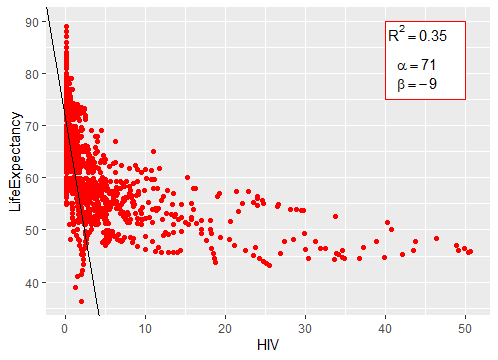 R² = 0.35
α = 71
β = −9
LifeExpectancy
90
80
70
60
50
40
0 10 20 30 40 50
HIV